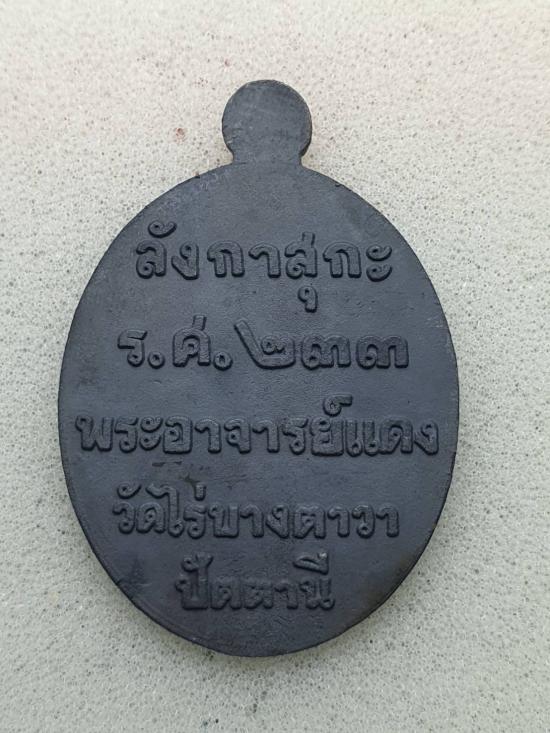 ลังกาสุกะ
ร.ศ.๒๓๓
พระอาจารย์แดง
วัดไร่บางตาวา
ปัตตานี